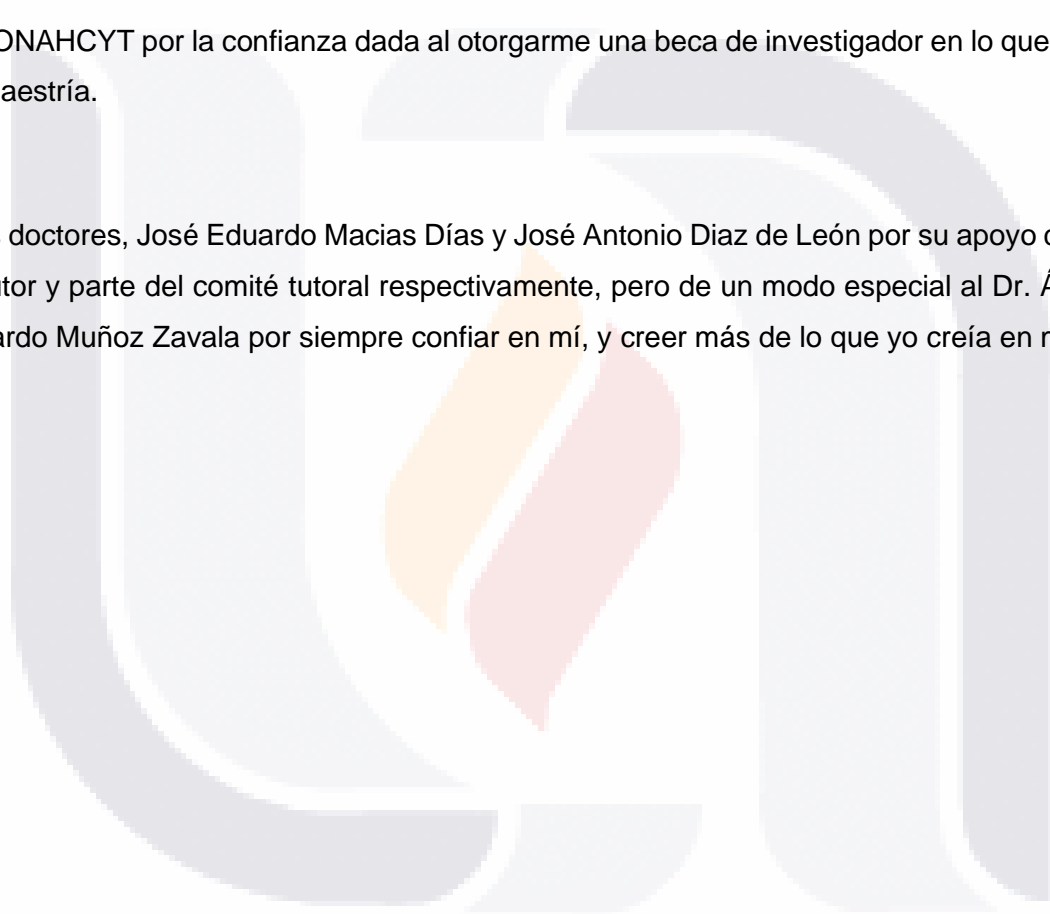 ONAHCYT por la confianza dada al otorgarme una beca de investigador en lo que
aestría.
doctores, José Eduardo Macias Días y José Antonio Diaz de León por su apoyo
tor y parte del comité tutoral respectivamente, pero de un modo especial al Dr.
ardo Muñoz Zavala por siempre confiar en mí, y creer más de lo que yo creía en